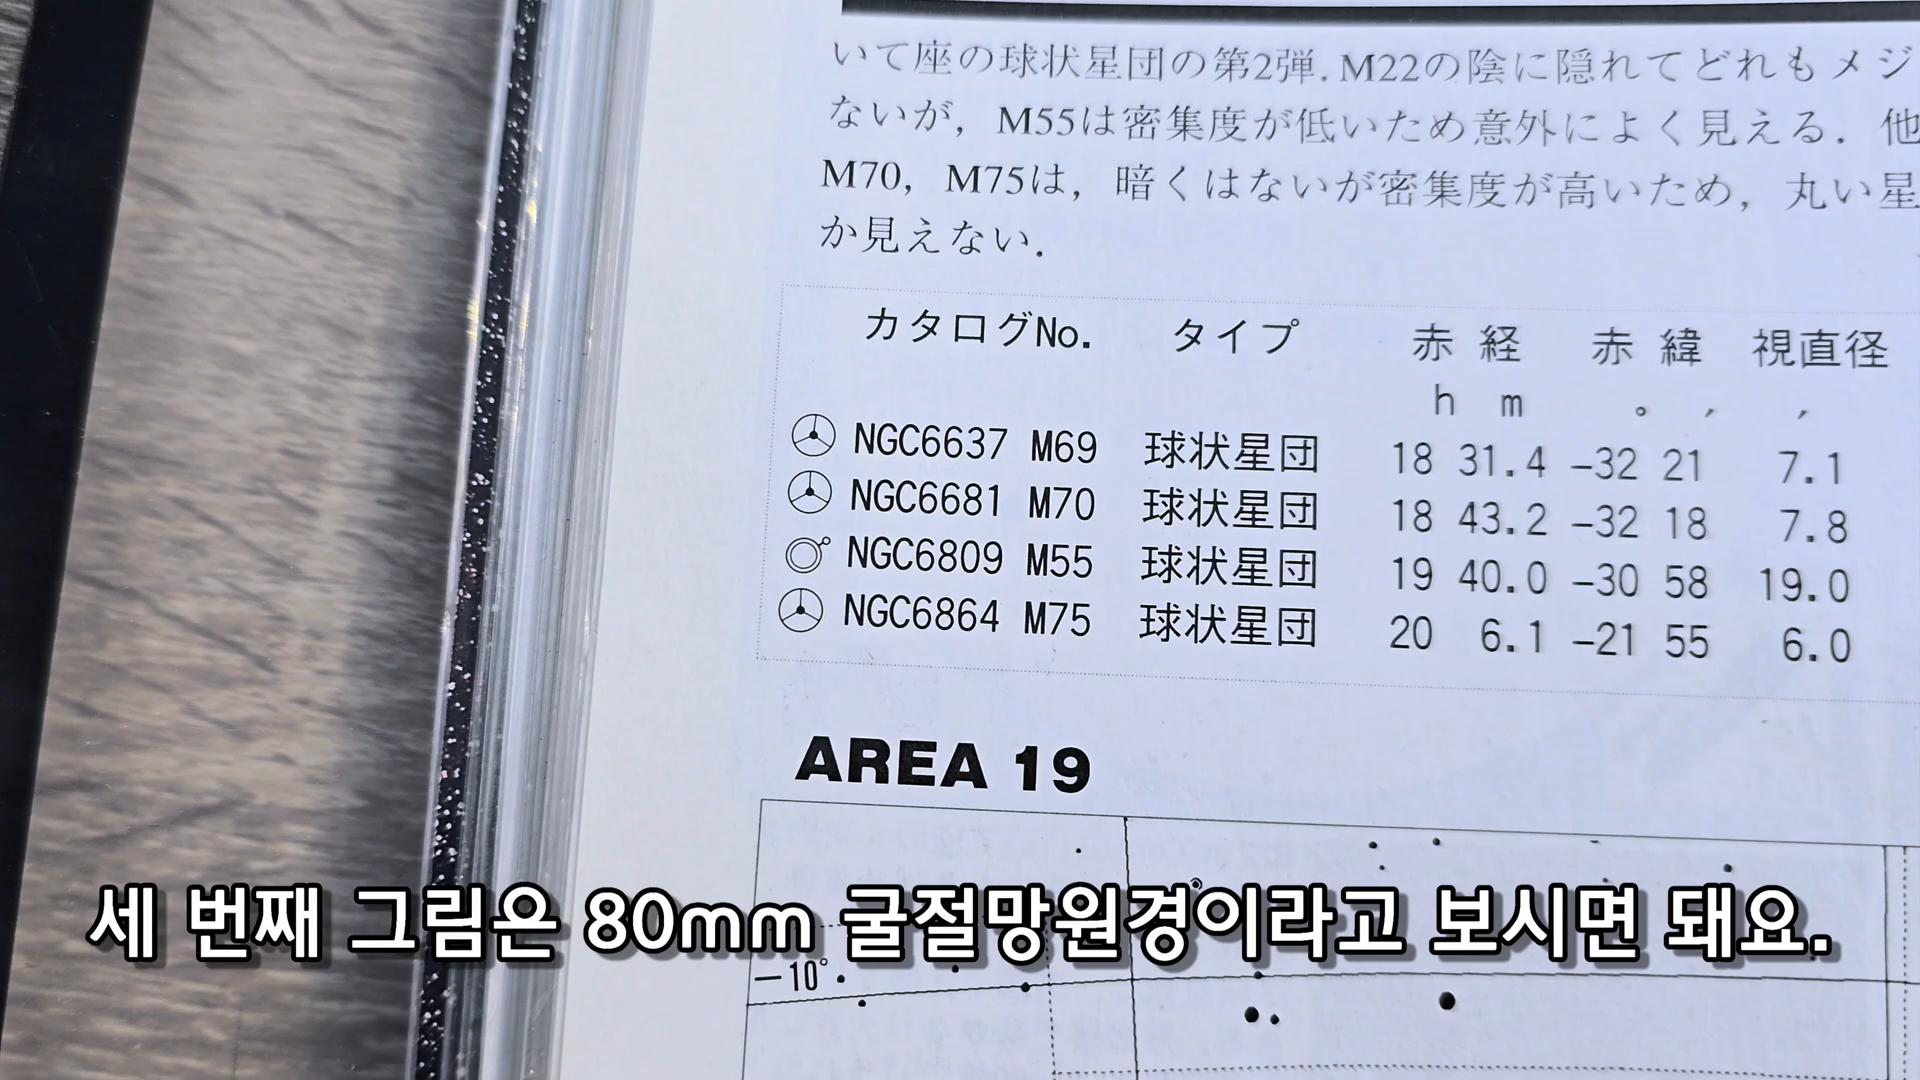 いて座の球状星団の第2弾.M22の陰に隠れてどれもメジ
ないが，M55は密集度が低いため意外によく見える．他
M70，M75は，暗くはないが密集度が高いため，丸い星
か見えない．
カタログNo. タイプ 赤経 赤緯 視直径
h m ° ′ ′
NGC6637 M69 球状星団 18 31.4 -32 21 7.1
NGC6681 M70 球状星団 18 43.2 -32 18 7.8
NGC6809 M55 球状星団 19 40.0 -30 58 19.0
NGC6864 M75 球状星団 20 6.1 -21 55 6.0
AREA 19
세 번째 그림은 80mm 굴절망원경이라고 보시면 돼요.
-10°